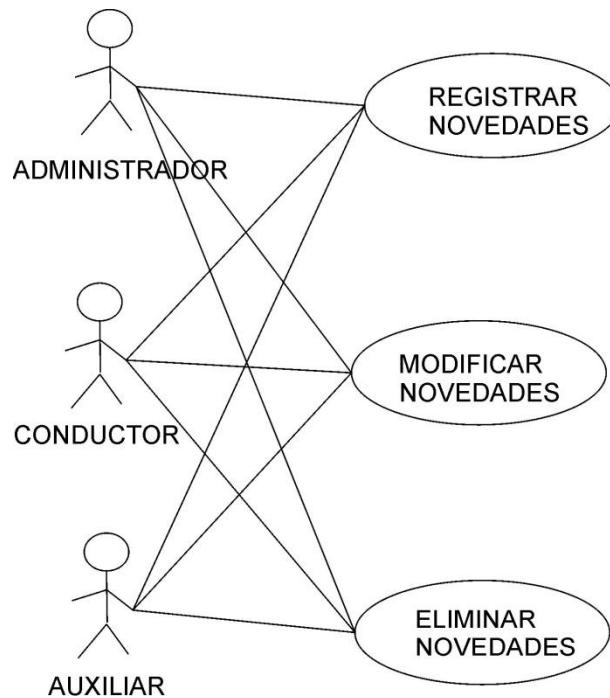 ADMINISTRADOR
REGISTRAR
NOVEDADES
CONDUCTOR
MODIFICAR
NOVEDADES
AUXILIAR
ELIMINAR
NOVEDADES